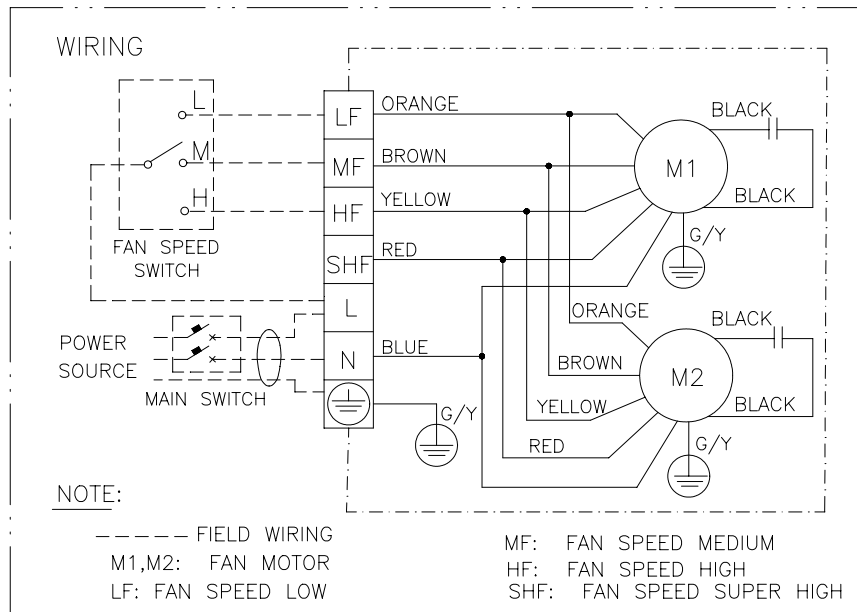 WIRING
L
M
H
FAN SPEED
SWITCH
POWER
SOURCE
MAIN SWITCH
LF
MF
HF
SHF
L
N
ORANGE
BROWN
YELLOW
RED
BLUE
G/Y
M1
BLACK
BLACK
G/Y
ORANGE
BROWN
YELLOW
RED
M2
BLACK
BLACK
G/Y
NOTE:
FIELD WIRING
M1,M2: FAN MOTOR
LF: FAN SPEED LOW
MF: FAN SPEED MEDIUM
HF: FAN SPEED HIGH
SHF: FAN SPEED SUPER HIGH